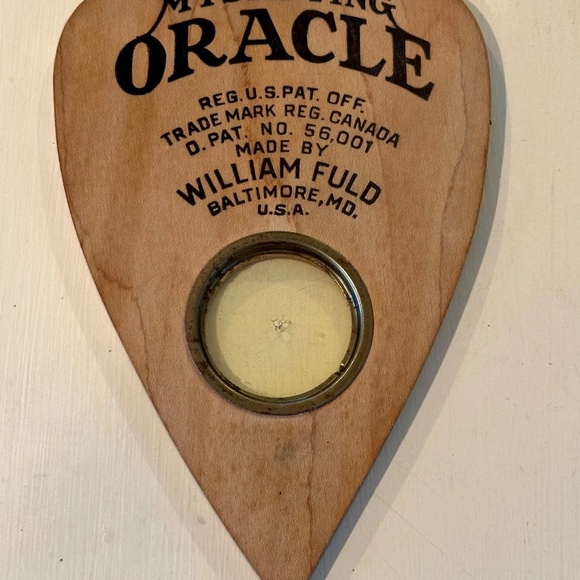 ORACLE
REG. U.S. PAT. OFF.
TRADE MARK REG. CANADA
D. PAT. NO. 56,001
MADE BY
WILLIAM FULD
BALTIMORE, MD.
U.S.A.